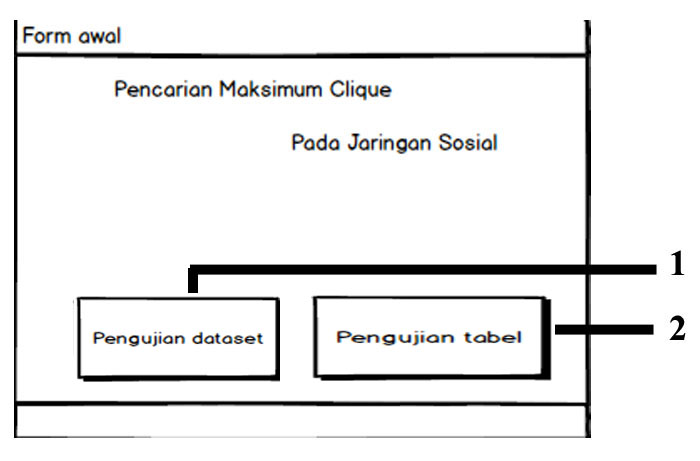 Form awal
Pencarian Maksimum Clique
Pada Jaringan Sosial
1
Pengujian dataset
Pengujian tabel
2